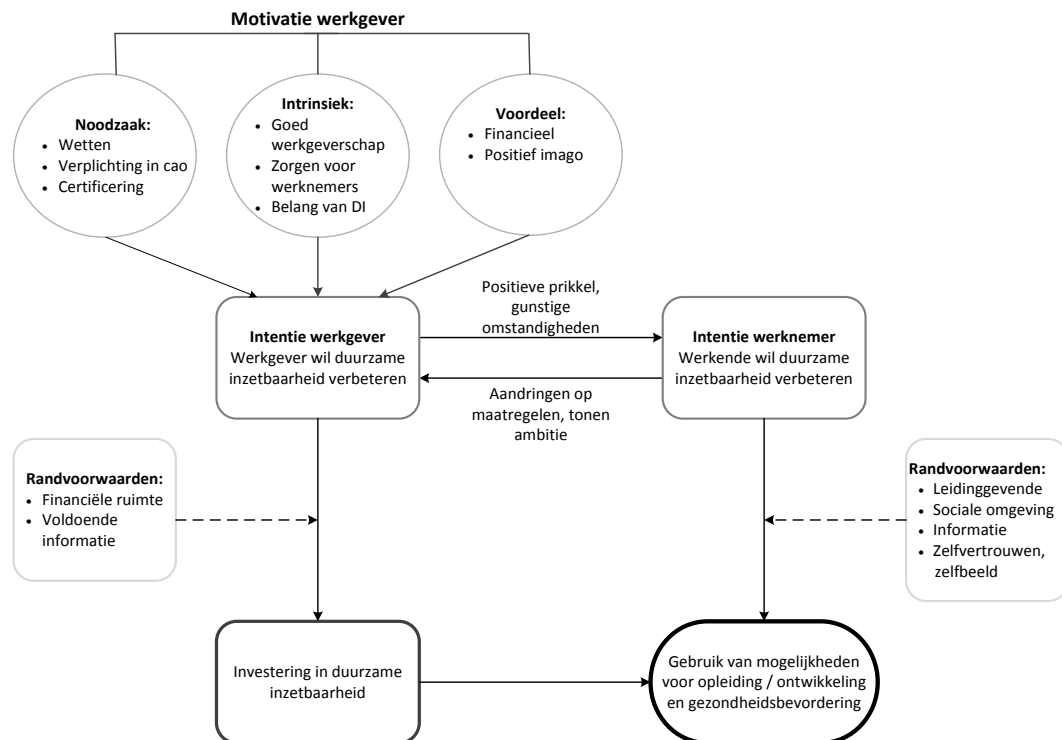 Motivatie werkgever
Noodzaak:
• Wetten
• Verplichting in cao
• Certificering
Intrinsiek:
• Goed
werkgeverschap
• Zorgen voor
werknemers
• Belang van DI
Voordeel:
• Financieel
• Positief imago
Intentie werkgever
Werkgever wil duurzame
inzetbaarheid verbeteren
Positieve prikkel,
gunstige
omstandigheden
Aandringen op
maatregelen, tonen
ambitie
Intentie werknemer
Werkende wil duurzame
inzetbaarheid verbeteren
Randvoorwaarden:
• Financiële ruimte
• Voldoende
informatie
Randvoorwaarden:
• Leidinggevende
• Sociale omgeving
• Informatie
• Zelfvertrouwen,
zelfbeeld
Investering in duurzame
inzetbaarheid
Gebruik van mogelijkheden
voor opleiding / ontwikkeling
en gezondheidsbevordering